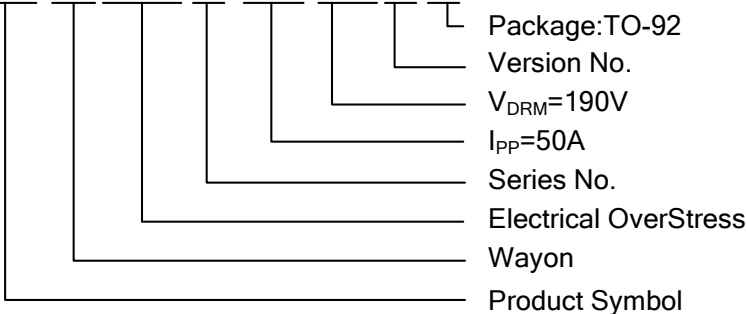 Package:TO-92
Version No.
VDRM=190V
IPP=50A
Series No.
Electrical OverStress
Wayon
Product Symbol